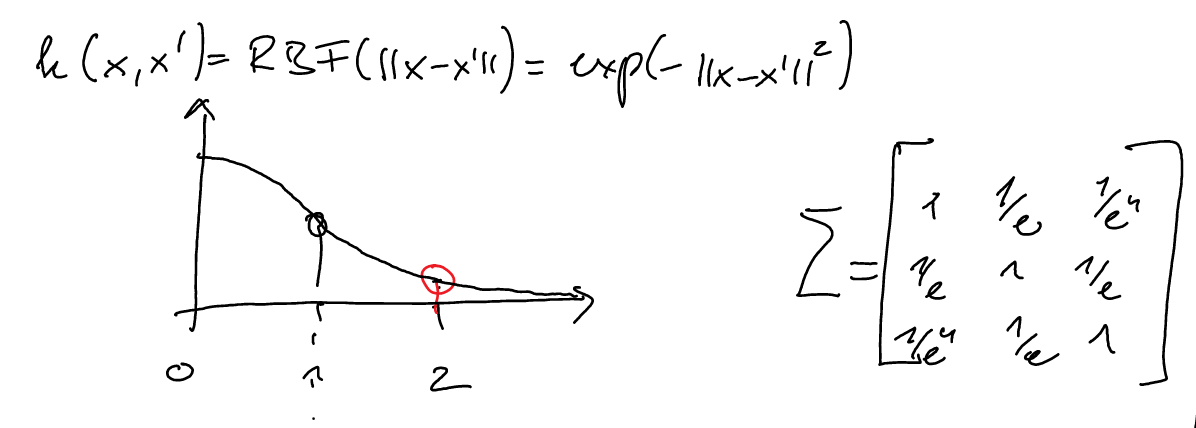 k(x,x')=RBF(||x-x'||)=exp(-||x-x'||²)
Σ=[1 1/e 1/e⁴
1/e 1 1/e
1/e⁴ 1/e 1]
0 1 2